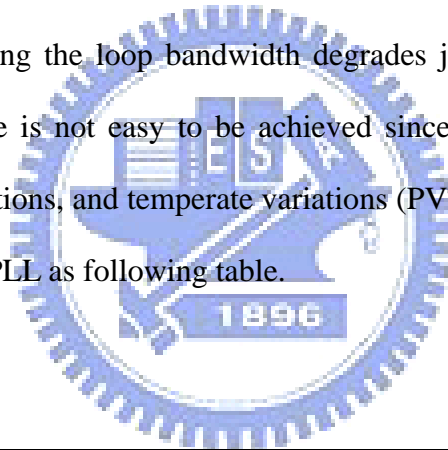 ng the loop bandwidth degrades j
e is not easy to be achieved since
tions, and temperate variations (PV
PLL as following table.
E S
1896